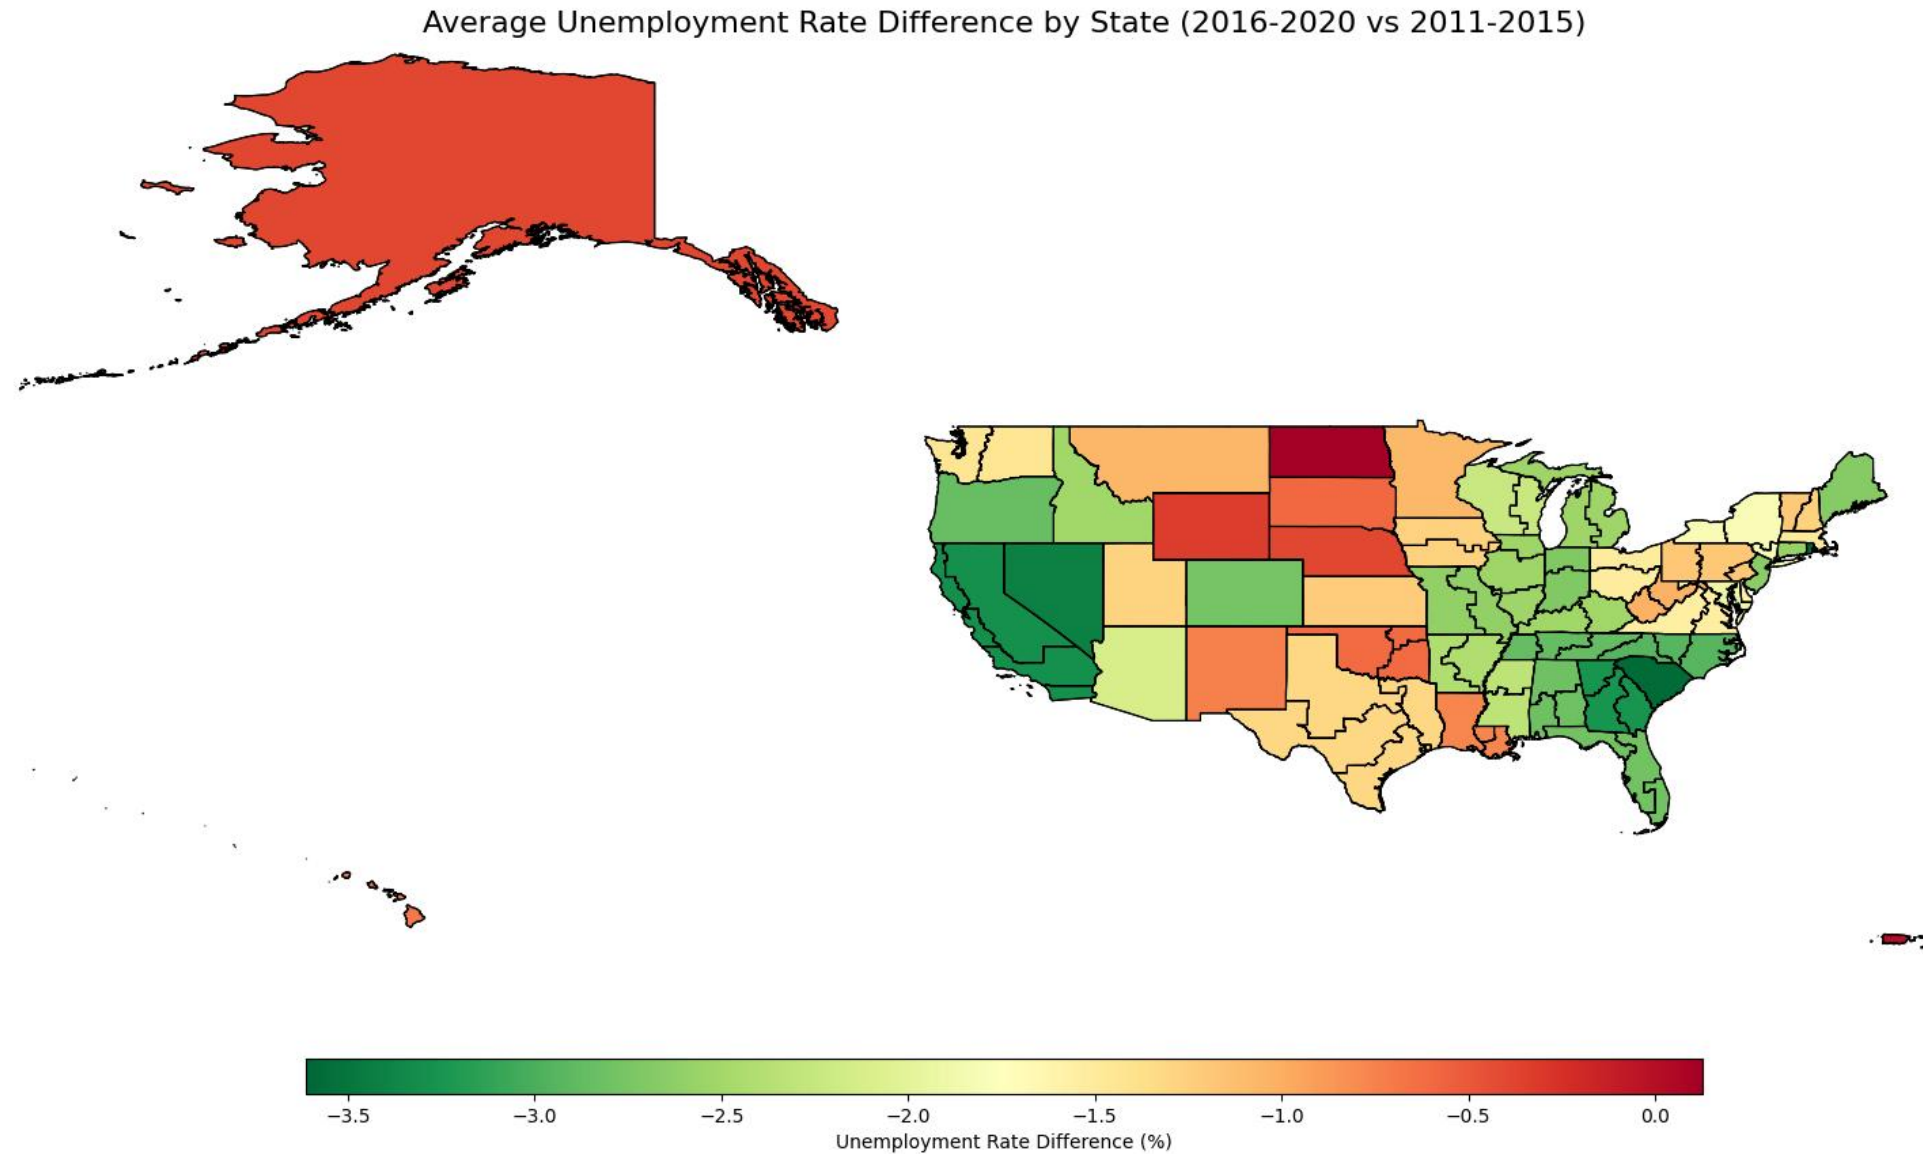 Average Unemployment Rate Difference by State (2016-2020 vs 2011-2015)
−3.5 −3.0 −2.5 −2.0 −1.5 −1.0 −0.5 0.0
Unemployment Rate Difference (%)